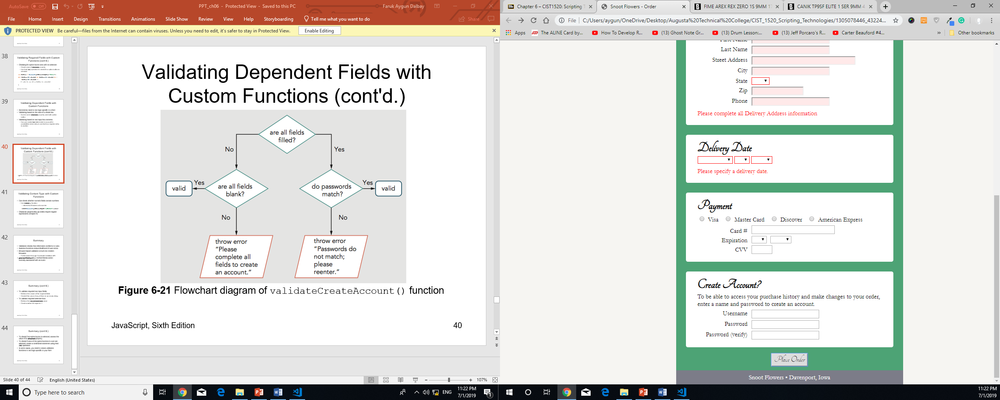 AutoSave Off
PPT_ch06 - Protected View - Saved to this PC
Faruk Aygun Dalbay
File Home Insert Design Transitions Animations Slide Show Review View Help Storyboarding Tell me what you want to do Share
PROTECTED VIEW Be careful—files from the Internet can contain viruses. Unless you need to edit, it's safer to stay in Protected View. Enable Editing
38
Validating Required Fields with Custom
Functions (cont'd.)
39
Validating Dependent Fields with
Custom Functions
40
Validating Dependent Fields with
Custom Functions (cont'd.)
41
Validating Content Type with Custom
Functions
42
Summary
43
Summary (cont'd.)
44
Summary (cont'd.)
Validating Dependent Fields with
Custom Functions (cont'd.)
are all fields
filled?
No
Yes
are all fields
blank?
Yes
valid
do passwords
match?
Yes
valid
No
No
throw error
“Please
complete all
fields to create
an account.”
throw error
“Passwords do
not match;
please
reenter.”
Figure 6-21 Flowchart diagram of validateCreateAccount() function
JavaScript, Sixth Edition
40
Slide 40 of 44 English (United States) 107%
Type here to search
ENG
11:22 PM
7/1/2019
1
Bb Chapter 6 – CIST1520: Scripting T
Snoot Flowers - Order
FIME AREX REX ZERO 1S 9MM 17
CANIK TP9SF ELITE 1 SER 9MM 4
File C:/Users/aygun/OneDrive/Desktop/Augusta%20Technical%20College/CIST_1520_Scripting_Technologies/1305078446_43224...
Apps
ADP The ALINE Card by...
How To Develop R...
(13) Ghost Note Gr...
(13) Drum Lesson:...
(13) Jeff Porcaro's R...
Carter Beauford #4...
»
Other bookmarks
First Name
Last Name
Street Address
City
State
Zip
Phone
Please complete all Delivery Address information
Delivery Date
Please specify a delivery date.
Payment
Visa Master Card Discover American Express
Card #
Expiration
CVV
Create Account?
To be able to access your purchase history and make changes to your order,
enter a name and password to create an account.
Username
Password
Password (verify)
Place Order
Snoot Flowers • Davenport, Iowa
11:22 PM
7/1/2019